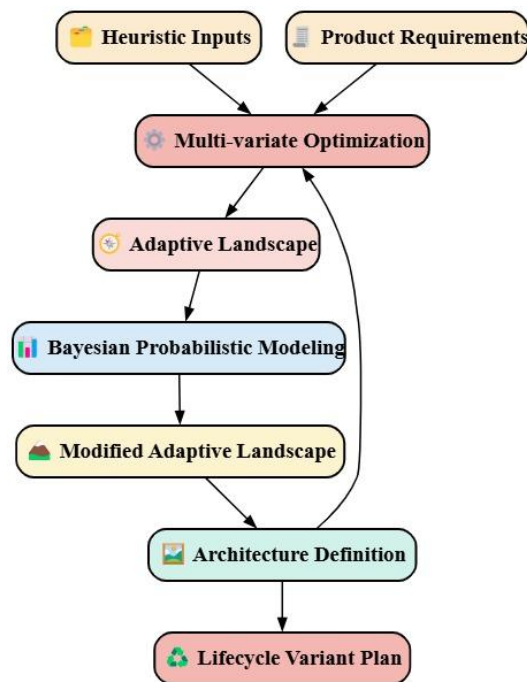 Heuristic Inputs
Product Requirements
Multi-variate Optimization
Adaptive Landscape
Bayesian Probabilistic Modeling
Modified Adaptive Landscape
Architecture Definition
Lifecycle Variant Plan